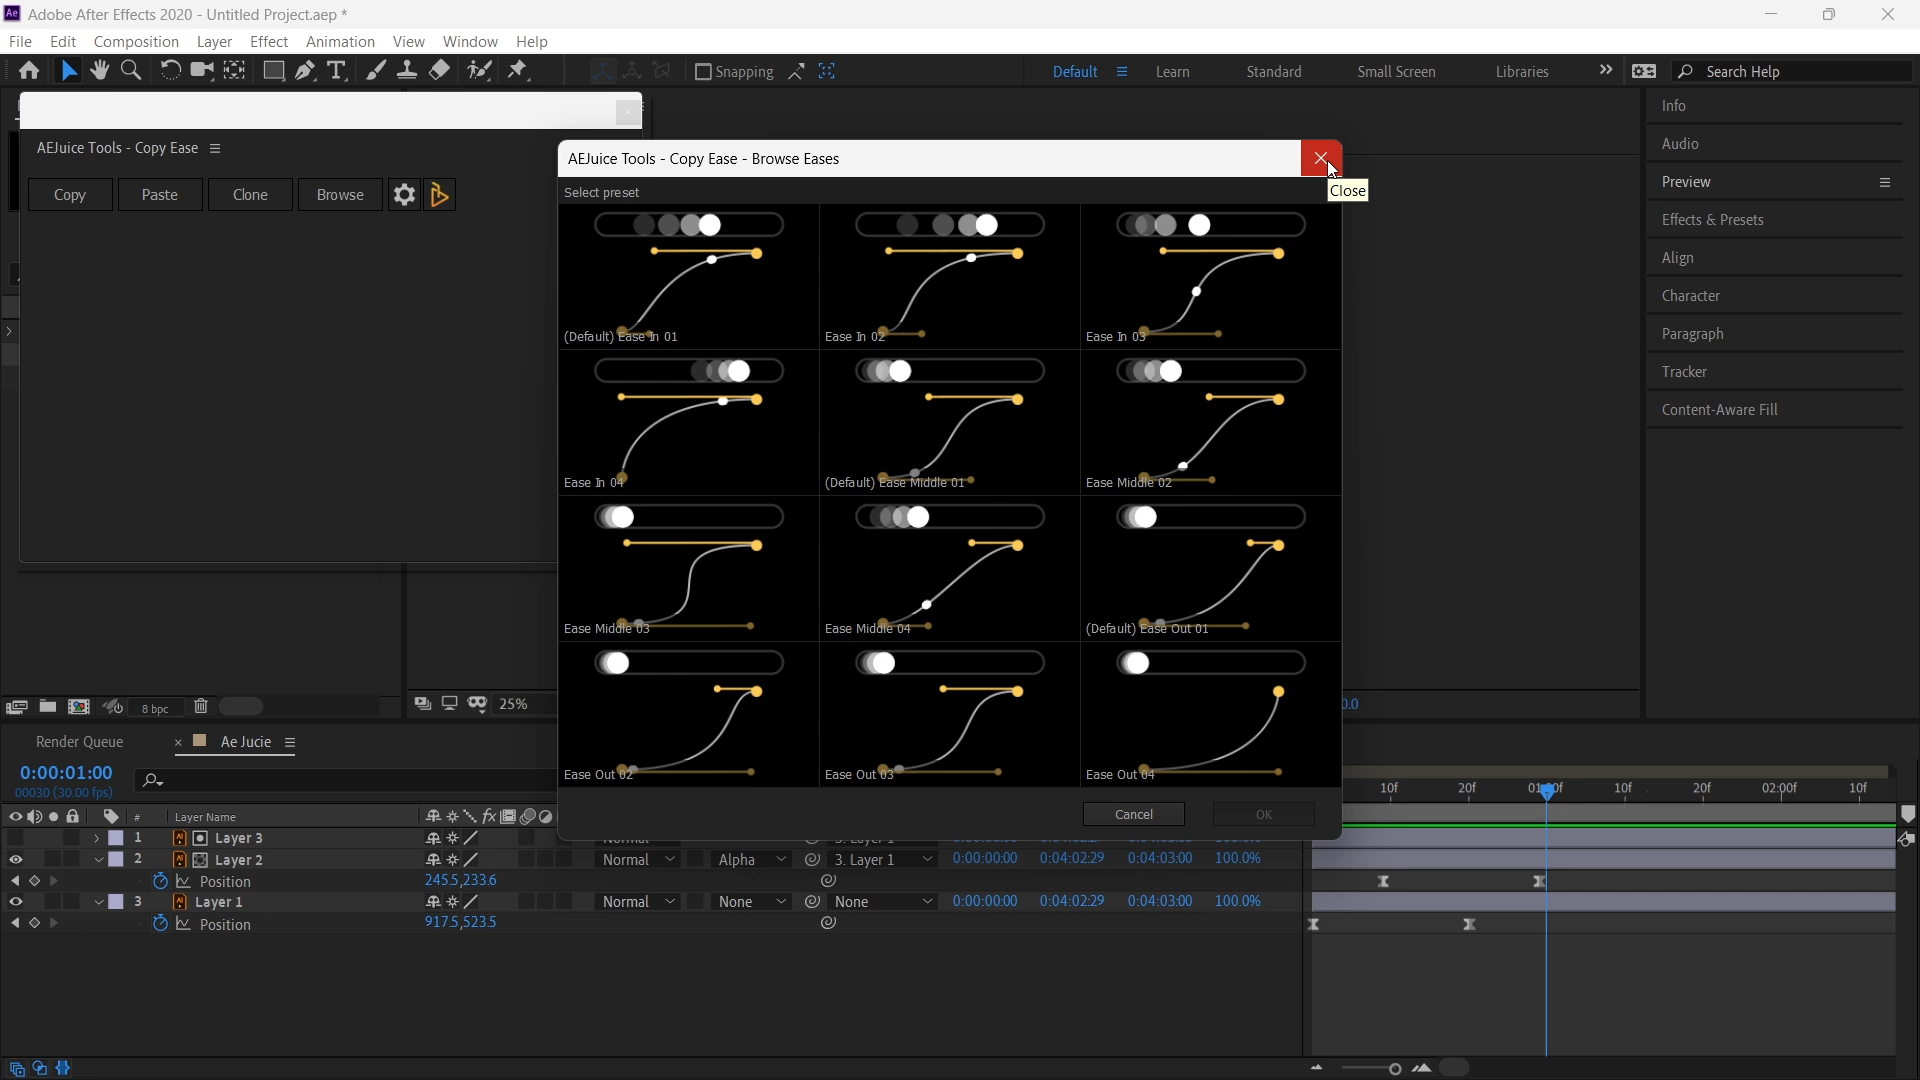 Ae Adobe After Effects 2020 - Untitled Project.aep *
File Edit Composition Layer Effect Animation View Window Help
Snapping Default Learn Standard Small Screen Libraries Search Help
AEJuice Tools - Copy Ease
Copy Paste Clone Browse
AEJuice Tools - Copy Ease - Browse Eases
Close
Select preset
(Default) Ease In 01 Ease In 02 Ease In 03
Ease In 04 (Default) Ease Middle 01 Ease Middle 02
Ease Middle 03 Ease Middle 04 (Default) Ease Out 01
Ease Out 02 Ease Out 03 Ease Out 04
Cancel OK
Info
Audio
Preview
Effects & Presets
Align
Character
Paragraph
Tracker
Content-Aware Fill
8 bpc 25%
Render Queue Ae Jucie
0:00:01:00
00030 (30.00 fps)
10f 20f 01:00f 10f 20f 02:00f 10f
# Layer Name
1 Layer 3
2 Layer 2 Normal Alpha 3. Layer 1 0:00:00:00 0:04:02:29 0:04:03:00 100.0%
Position 245.5,233.6
3 Layer 1 Normal None None 0:00:00:00 0:04:02:29 0:04:03:00 100.0%
Position 917.5,523.5